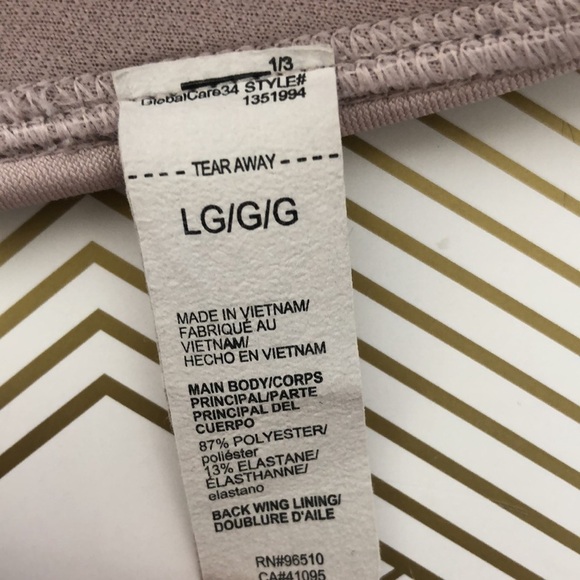 1/3
GlobalCare34 STYLE#
1351994
---- TEAR AWAY ----
LG/G/G
MADE IN VIETNAM/
FABRIQUÉ AU
VIETNAM/
HECHO EN VIETNAM
MAIN BODY/CORPS
PRINCIPAL/PARTE
PRINCIPAL DEL
CUERPO
87% POLYESTER/
poliéster
13% ELASTANE/
ÉLASTHANNE/
elastano
BACK WING LINING/
DOUBLURE D'AILE
RN#96510
CA#41095